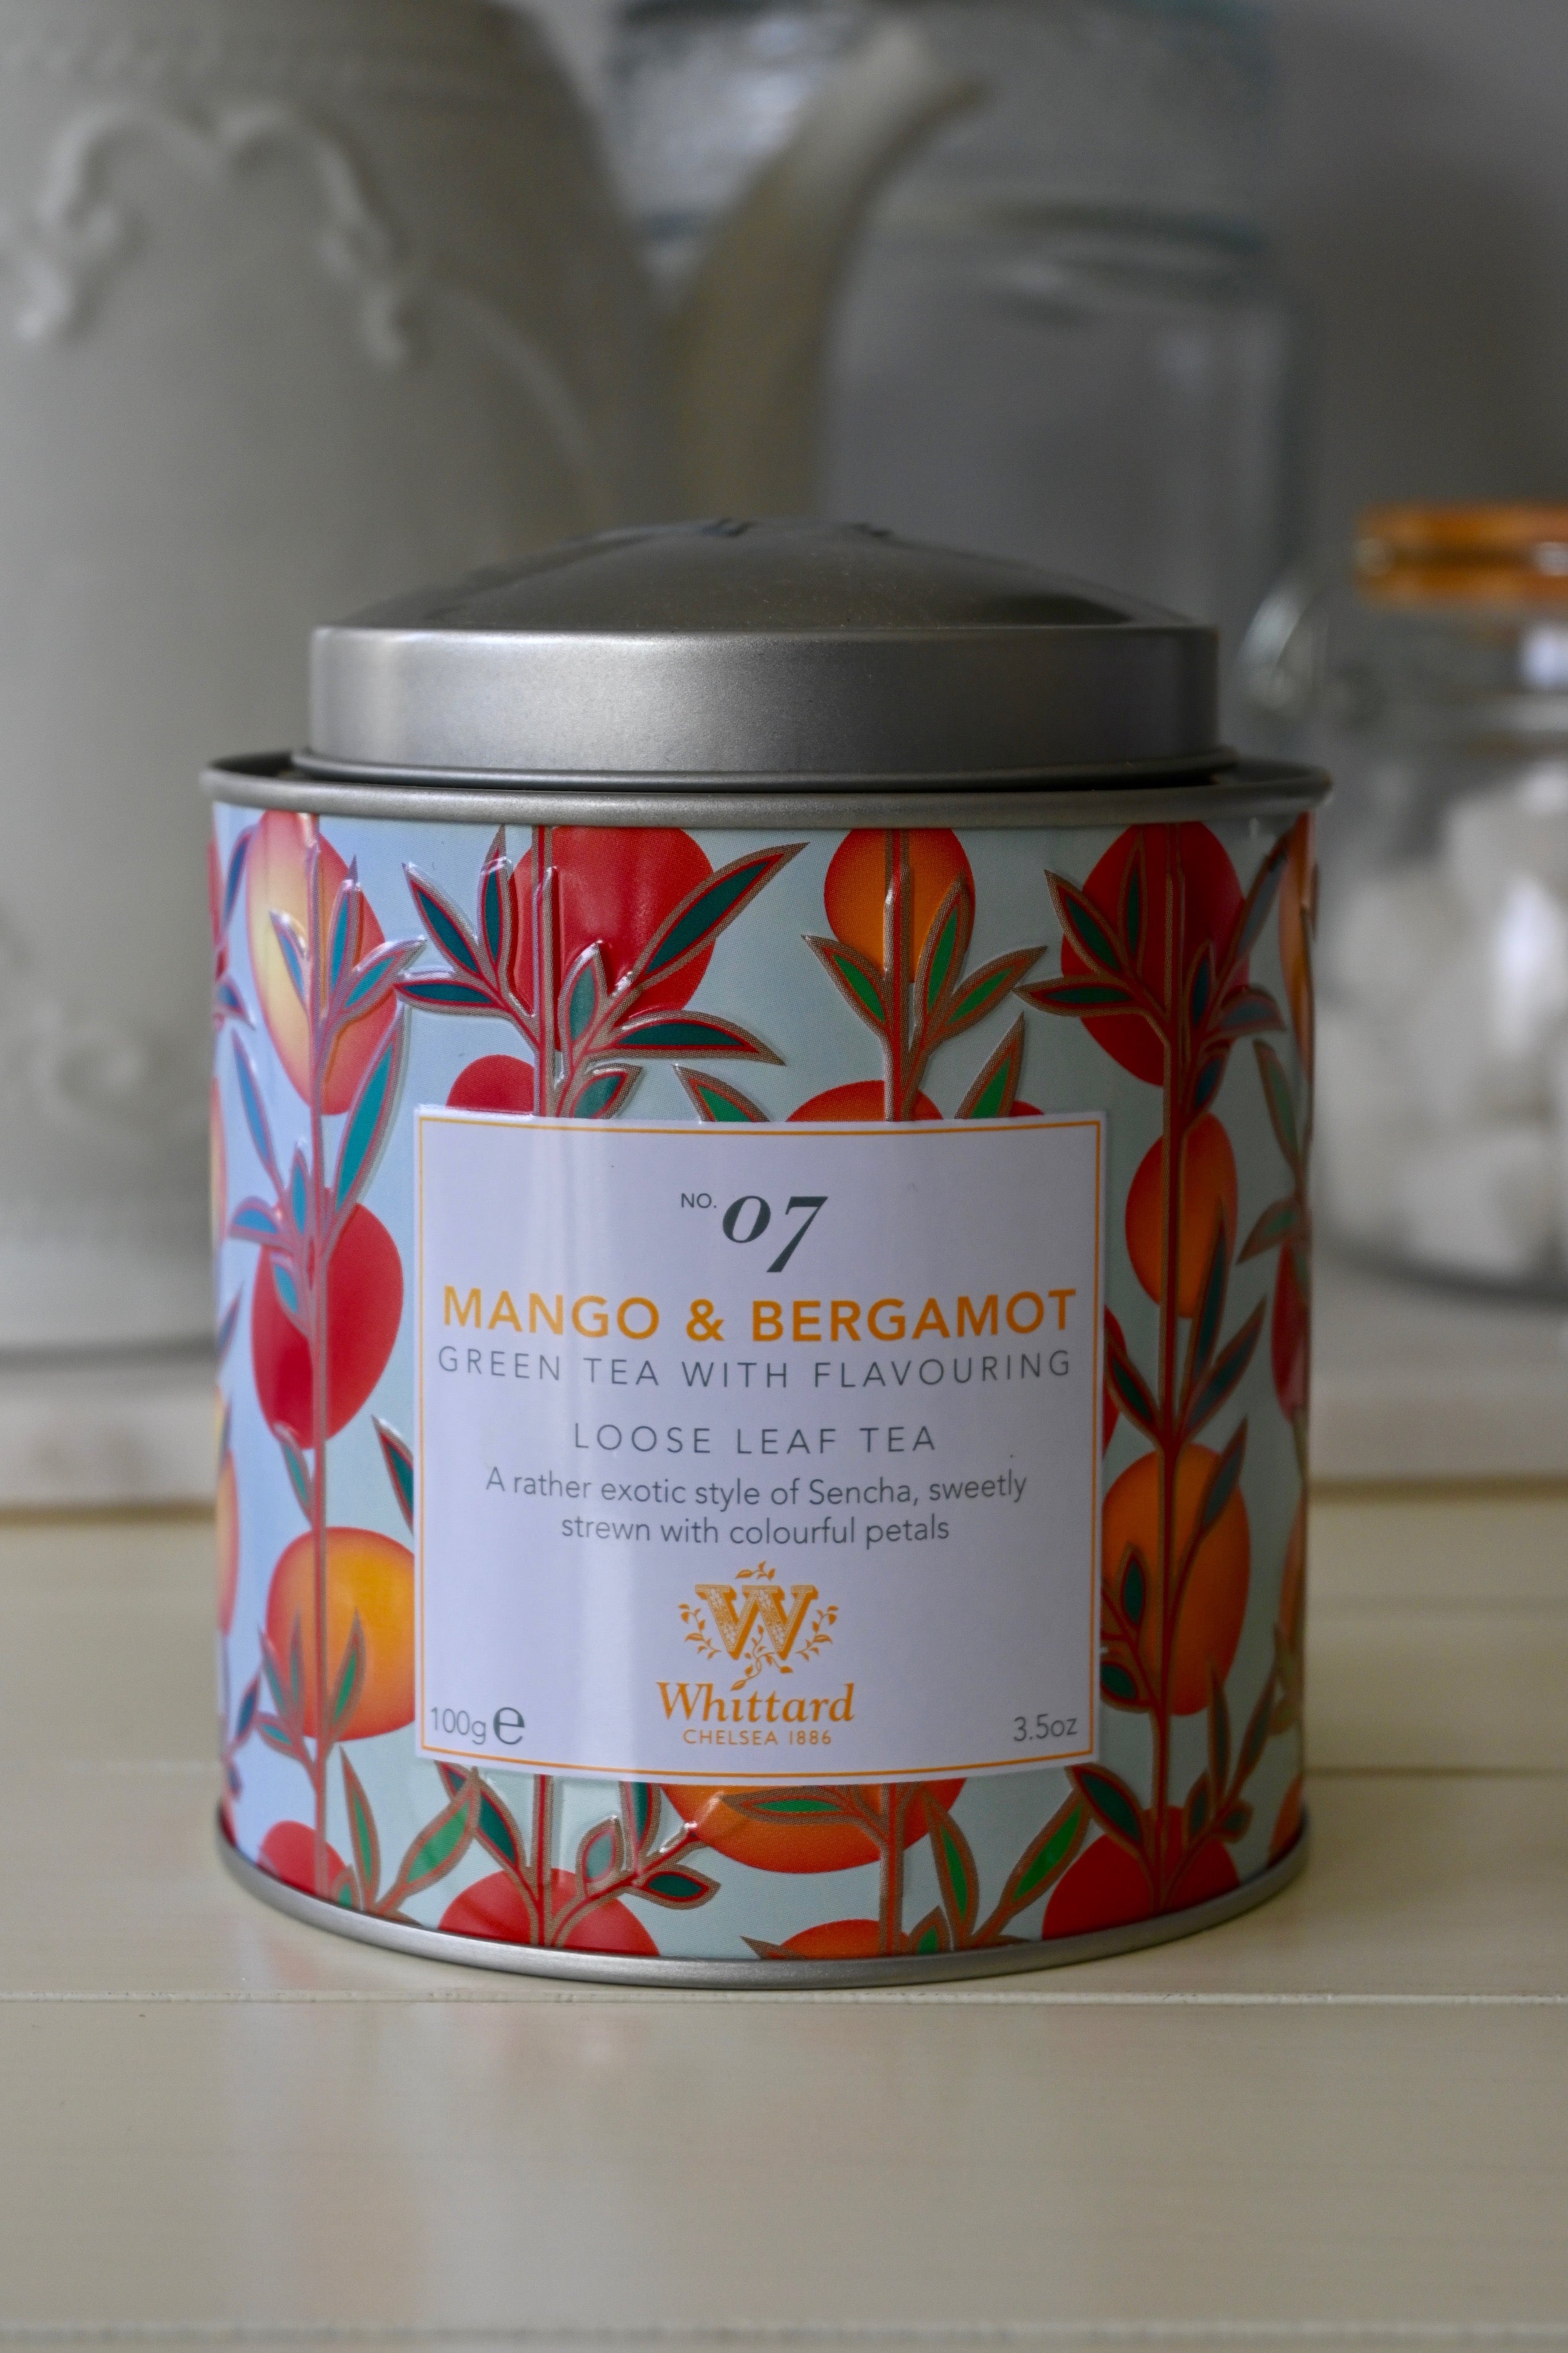 NO. 07
MANGO & BERGAMOT
GREEN TEA WITH FLAVOURING
LOOSE LEAF TEA
A rather exotic style of Sencha, sweetly
strewn with colourful petals
W
Whittard
CHELSEA 1886
100g ℮
3.5oz